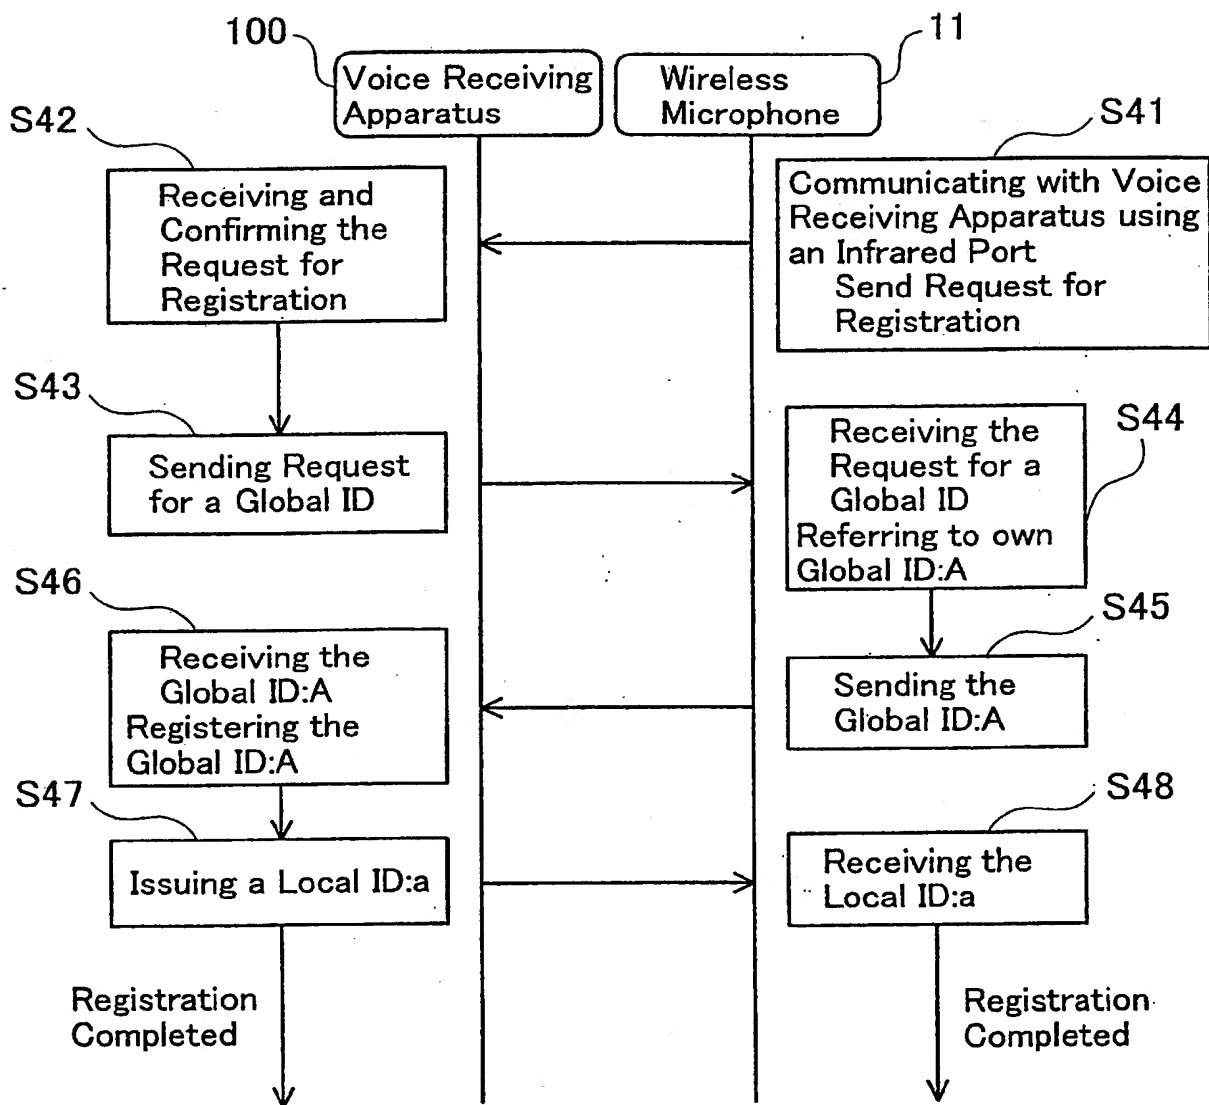 100
11
Voice Receiving
Apparatus
Wireless
Microphone
S42
S41
Receiving and
Confirming the
Request for
Registration
Communicating with Voice
Receiving Apparatus using
an Infrared Port
Send Request for
Registration
S43
S44
Sending Request
for a Global ID
Receiving the
Request for a
Global ID
Referring to own
Global ID:A
S46
S45
Receiving the
Global ID:A
Registering the
Global ID:A
Sending the
Global ID:A
S47
S48
Issuing a Local ID:a
Receiving the
Local ID:a
Registration
Completed
Registration
Completed